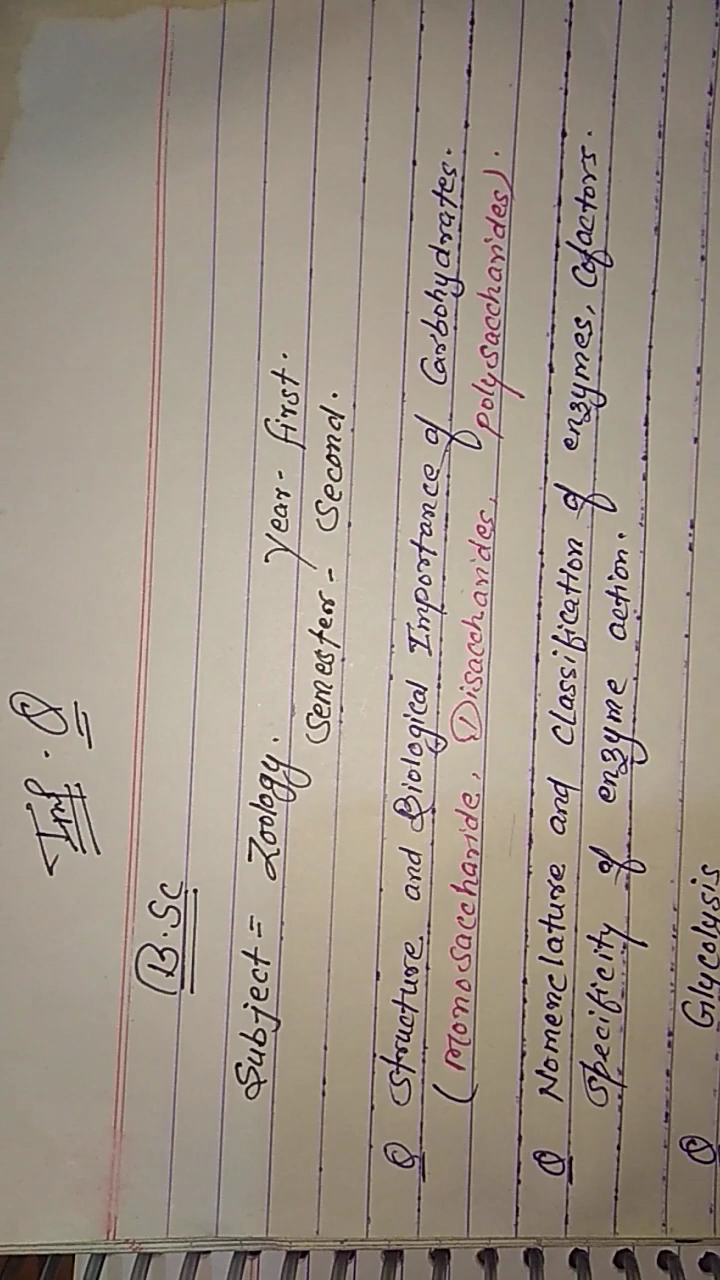 Imp. Q
B.Sc
Subject = Zoology. year - first.
Semester - Second.
Q Structure and Biological Importance of Carbohydrates.
(Monosaccharide, Disaccharides, polysaccharides).
Q Nomenclature and classification of enzymes, Cofactors.
Specificity of enzyme action.
Q Glycolysis